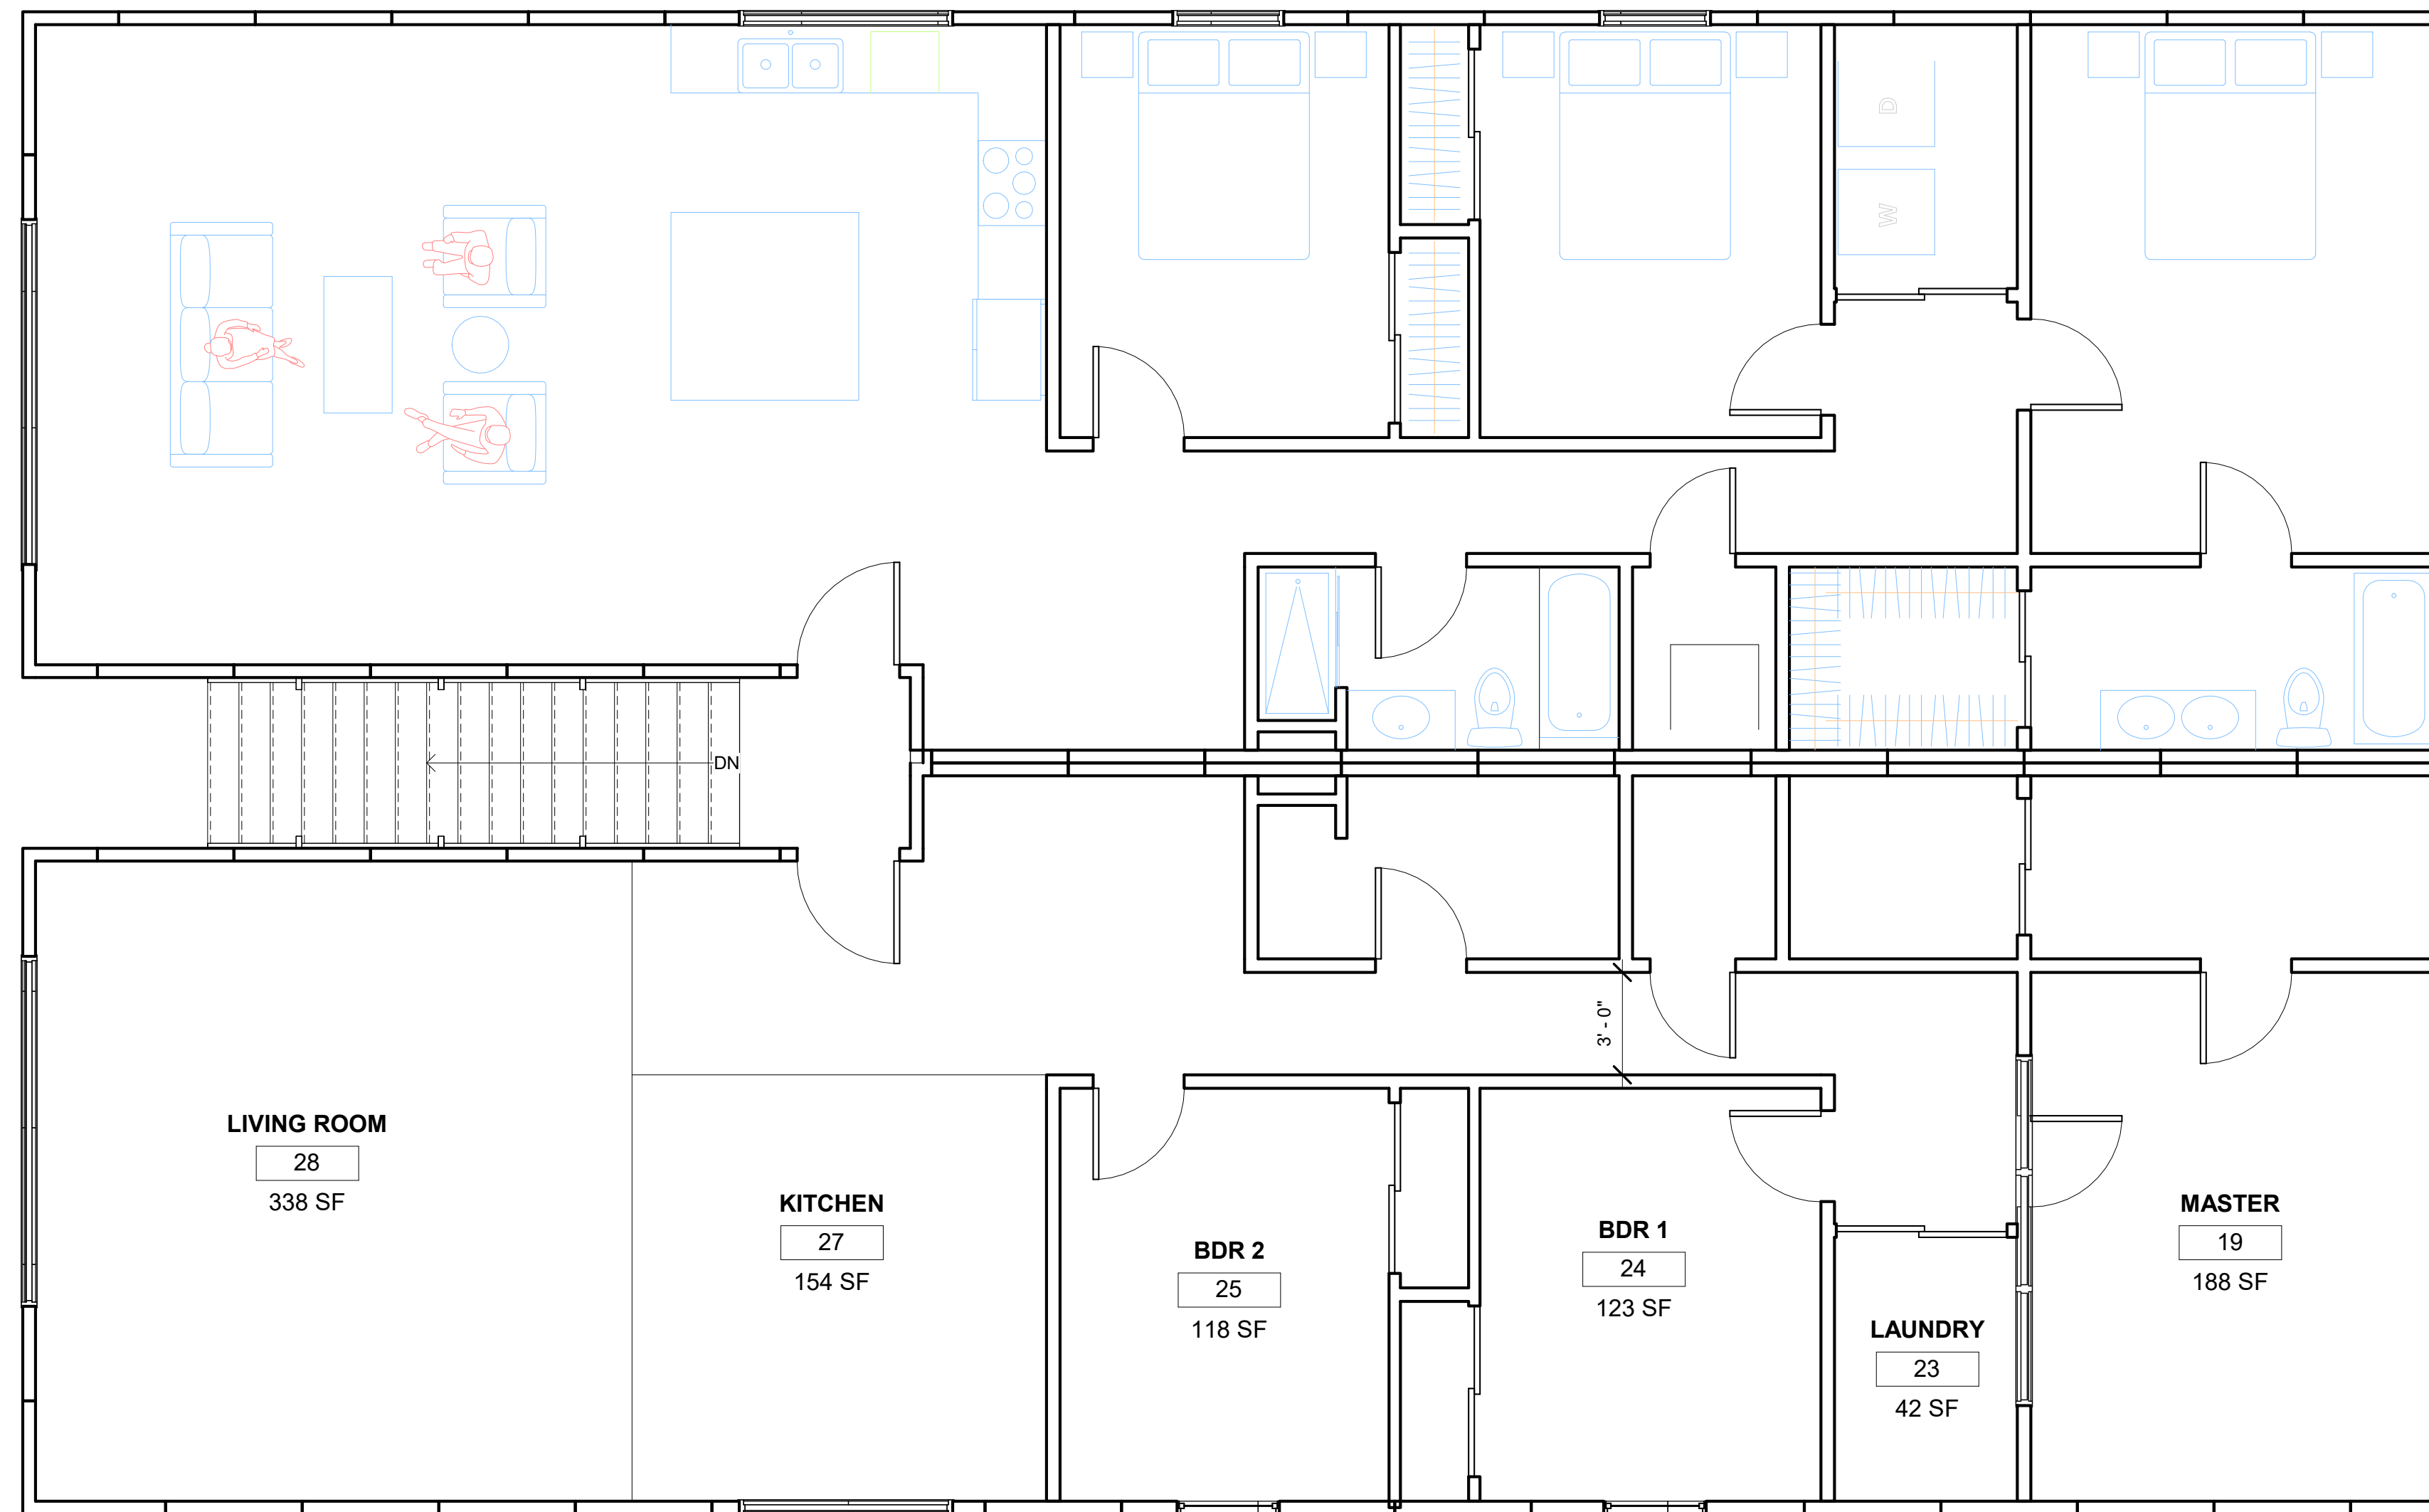 D
W
DN
3' - 0"
LIVING ROOM
28
338 SF
KITCHEN
27
154 SF
BDR 2
25
118 SF
BDR 1
24
123 SF
LAUNDRY
23
42 SF
MASTER
19
188 SF